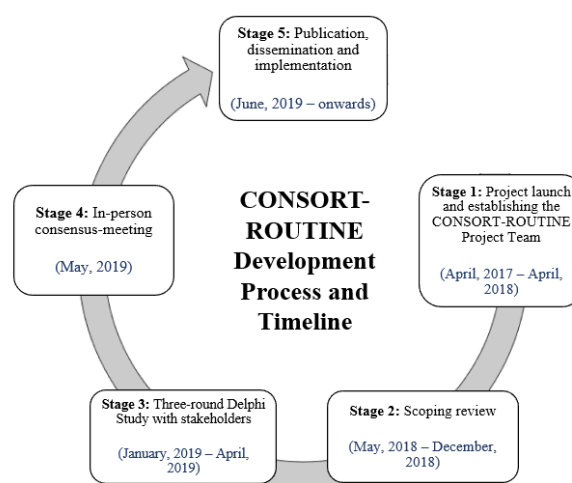 Stage 5: Publication,
dissemination and
implementation
(June, 2019 – onwards)
Stage 4: In-person
consensus-meeting
(May, 2019)
CONSORT-
ROUTINE
Development
Process and
Timeline
Stage 1: Project launch
and establishing the
CONSORT-ROUTINE
Project Team
(April, 2017 – April,
2018)
Stage 3: Three-round Delphi
Study with stakeholders
(January, 2019 – April,
2019)
Stage 2: Scoping review
(May, 2018 – December,
2018)